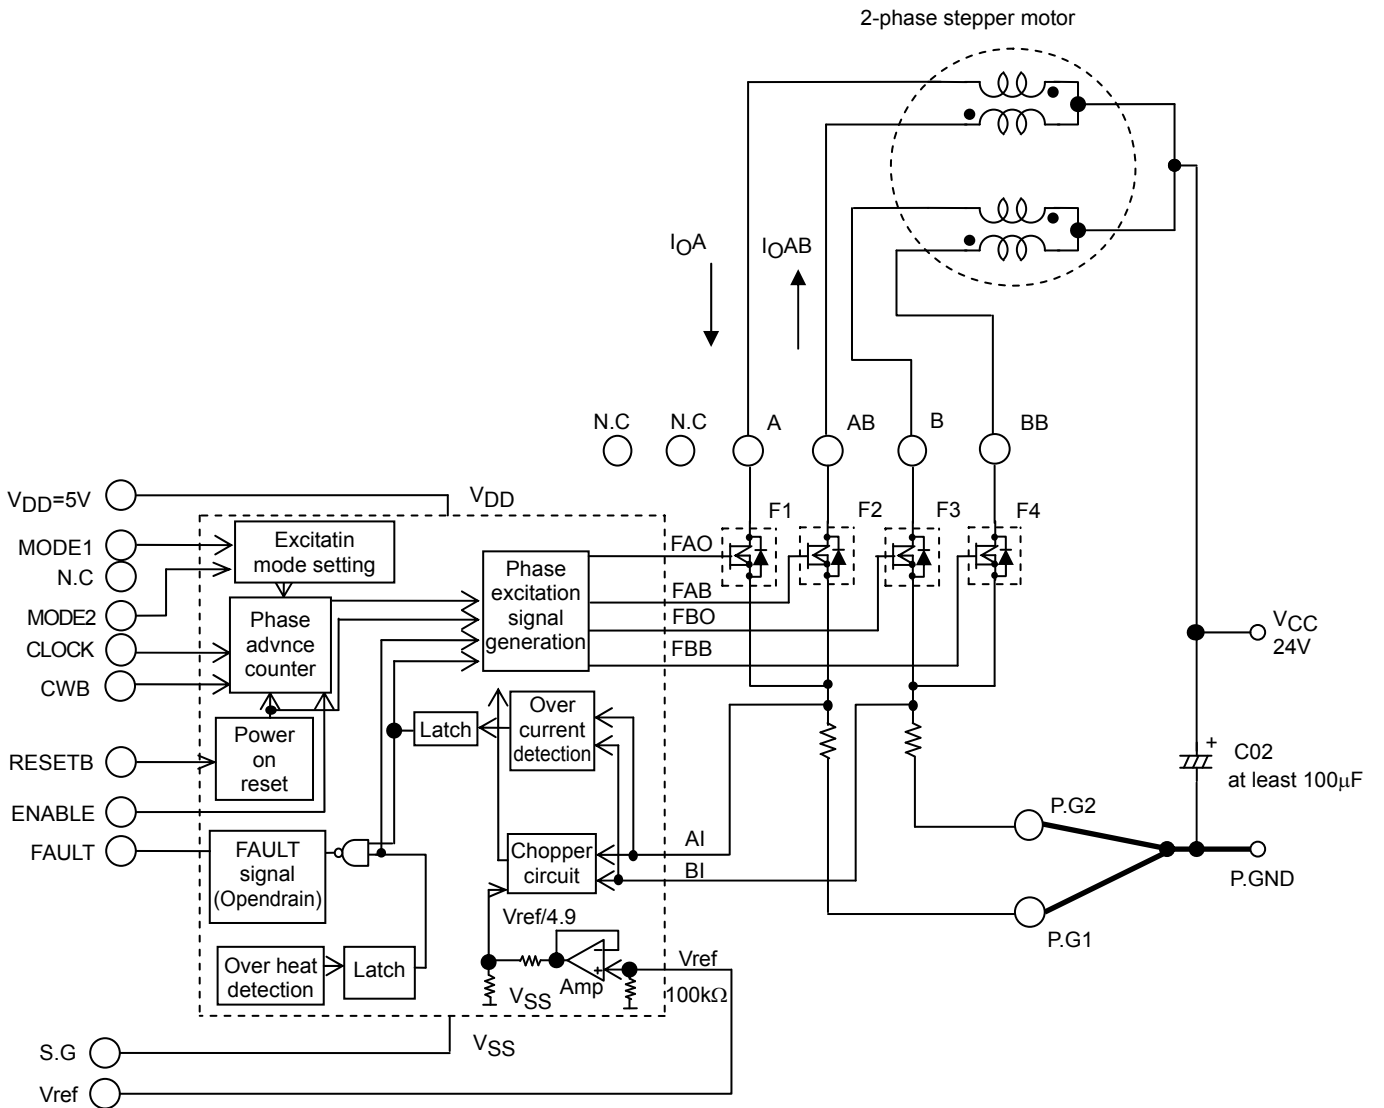 2-phase stepper motor
IOA
IOAB
N.C
N.C
A
AB
B
BB
VDD=5V
VDD
F1
F2
F3
F4
MODE1
Excitatin
mode setting
N.C
MODE2
FAO
Phase
excitation
signal
generation
FAB
FBO
FBB
Phase
advnce
counter
CLOCK
CWB
VCC
24V
Over
current
detection
Latch
Power
on
reset
RESETB
+
C02
at least 100μF
ENABLE
P.G2
FAULT
FAULT
signal
(Opendrain)
Chopper
circuit
AI
BI
P.GND
Vref/4.9
P.G1
Over heat
detection
Latch
-
+
Amp
Vref
100kΩ
VSS
VSS
S.G
Vref